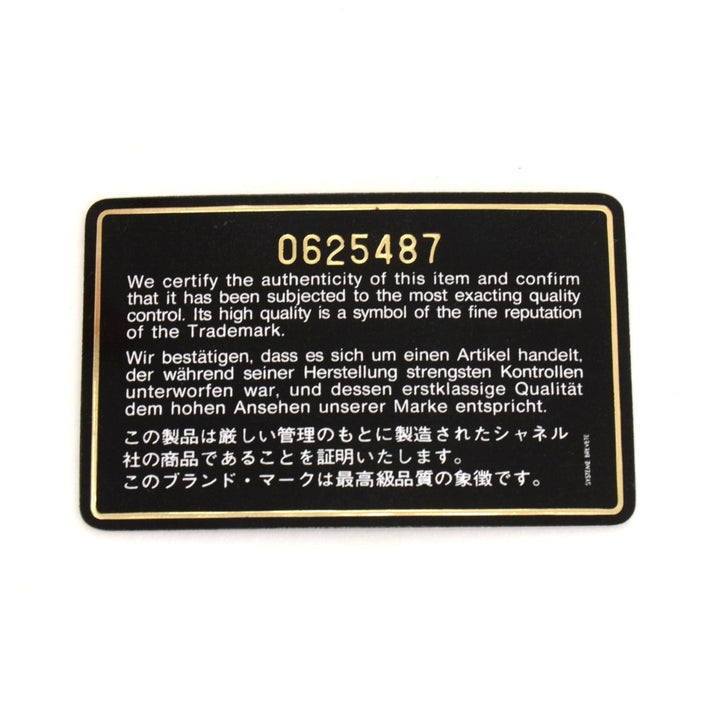 0625487
We certify the authenticity of this item and confirm
that it has been subjected to the most exacting quality
control. Its high quality is a symbol of the fine reputation
of the Trademark.
Wir bestätigen, dass es sich um einen Artikel handelt,
der während seiner Herstellung strengsten Kontrollen
unterworfen war, und dessen erstklassige Qualität
dem hohen Ansehen unserer Marke entspricht.
この製品は厳しい管理のもとに製造されたシャネル
社の商品であることを証明いたします。
このブランド・マークは最高級品質の象徴です。
SYSTEME BREVETE